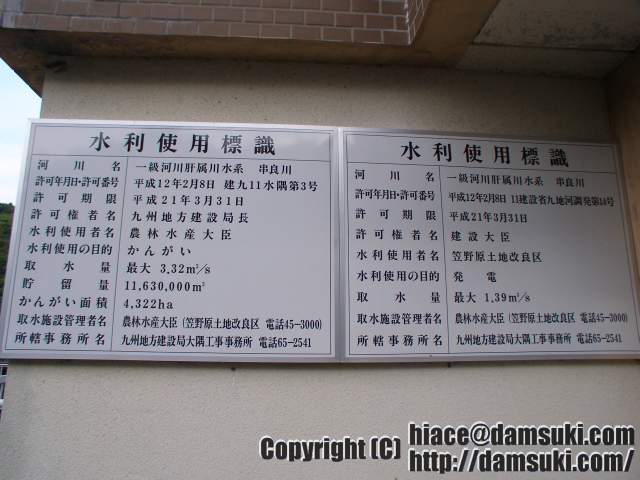 水利使用標識
河川名 一級河川肝属川水系 串良川
許可年月日・許可番号 平成12年2月8日 建九11水隅第3号
許可期限 平成21年3月31日
許可権者名 九州地方建設局長
水利使用者名 農林水産大臣
水利使用の目的 かんがい
取水量 最大 3.32m³/s
貯留量 11,630,000m³
かんがい面積 4,322ha
取水施設管理者名 農林水産大臣(笠野原土地改良区 電話45-3000)
所轄事務所名 九州地方建設局大隅工事事務所 電話65-2541
水利使用標識
河川名 一級河川肝属川水系 串良川
許可年月日・許可番号 平成12年2月8日 11建設省九地河調発第18号
許可期限 平成21年3月31日
許可権者名 建設大臣
水利使用者名 笠野原土地改良区
水利使用の目的 発電
取水量 最大 1.39m³/s
取水施設管理者名 農林水産大臣(笠野原土地改良区 電話45-3000)
所轄事務所名 九州地方建設局大隅工事事務所 電話65-2541
Copyright (C) hiace@damsuki.com
http://damsuki.com/